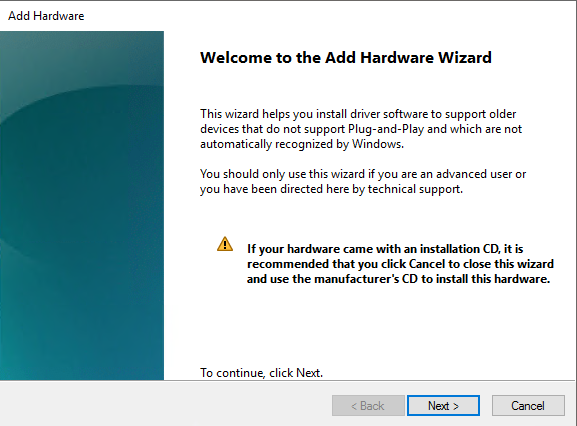 Add Hardware
Welcome to the Add Hardware Wizard
This wizard helps you install driver software to support older
devices that do not support Plug-and-Play and which are not
automatically recognized by Windows.
You should only use this wizard if you are an advanced user or
you have been directed here by technical support.
If your hardware came with an installation CD, it is
recommended that you click Cancel to close this wizard
and use the manufacturer's CD to install this hardware.
To continue, click Next.
< Back Next > Cancel